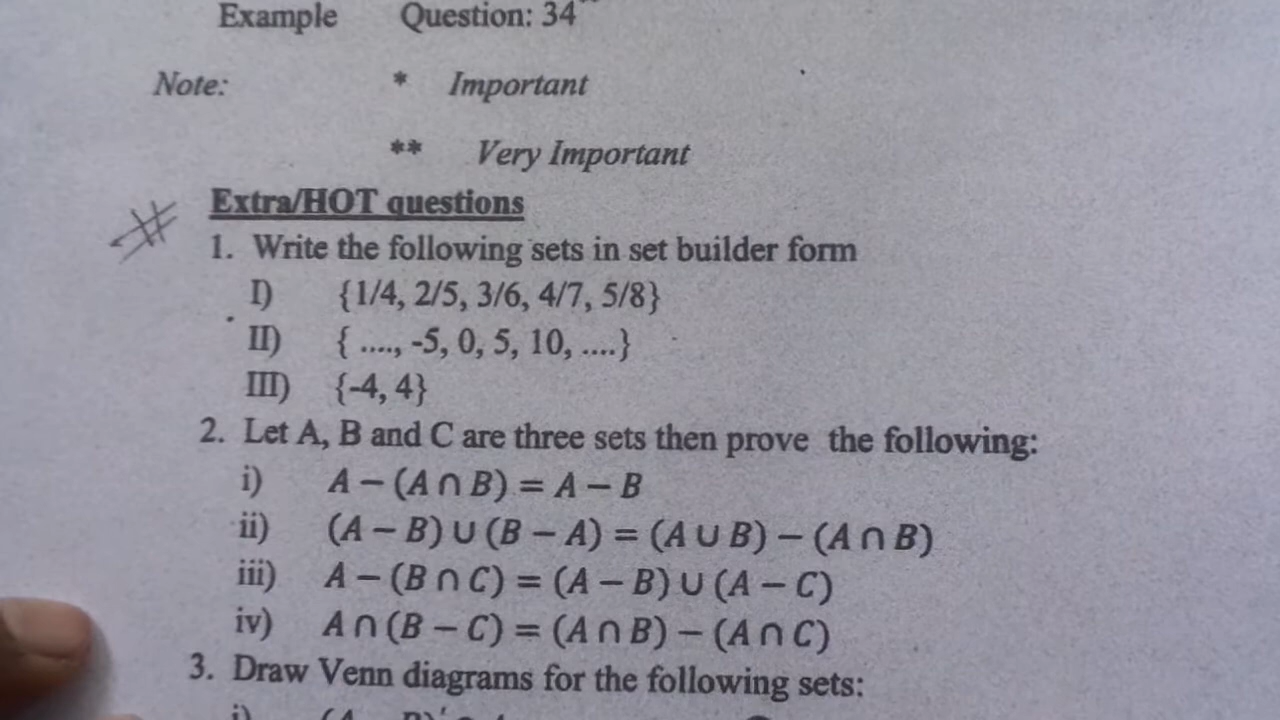 Example Question: 34
Note: * Important
** Very Important
# Extra/HOT questions
1. Write the following sets in set builder form
I) {1/4, 2/5, 3/6, 4/7, 5/8}
II) { ...., -5, 0, 5, 10, ....}
III) {-4, 4}
2. Let A, B and C are three sets then prove the following:
i) A − (A ∩ B) = A − B
ii) (A − B) ∪ (B − A) = (A ∪ B) − (A ∩ B)
iii) A − (B ∩ C) = (A − B) ∪ (A − C)
iv) A ∩ (B − C) = (A ∩ B) − (A ∩ C)
3. Draw Venn diagrams for the following sets:
i)